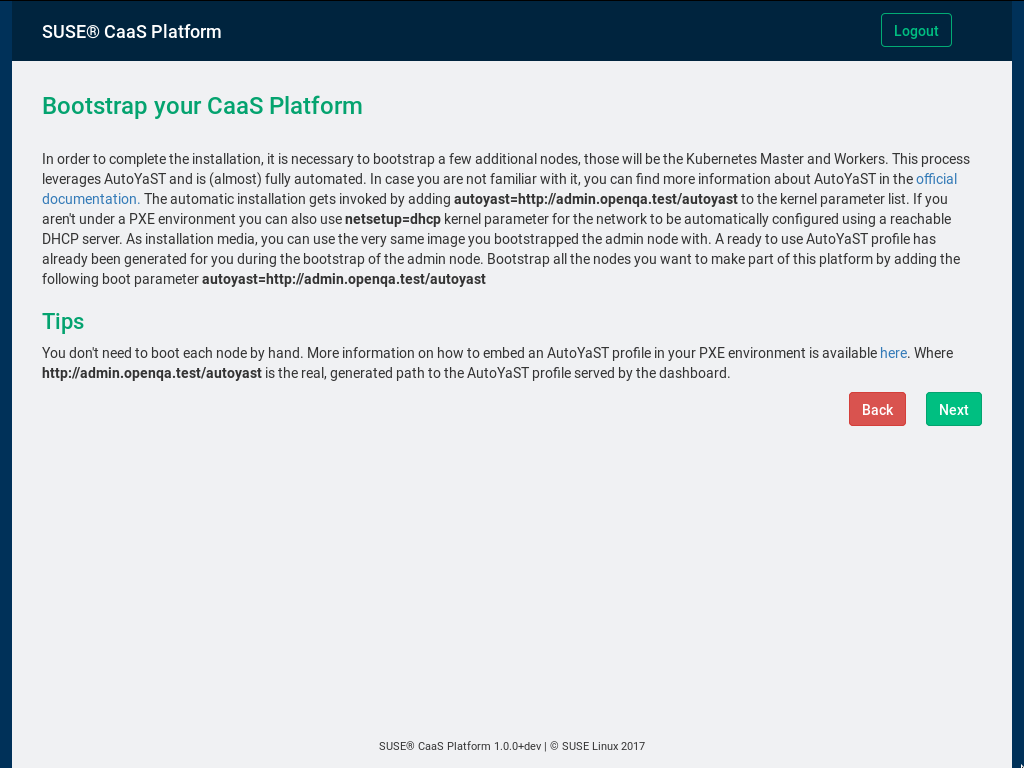 SUSE® CaaS Platform
Logout
Bootstrap your CaaS Platform
In order to complete the installation, it is necessary to bootstrap a few additional nodes, those will be the Kubernetes Master and Workers. This process
leverages AutoYaST and is (almost) fully automated. In case you are not familiar with it, you can find more information about AutoYaST in the official
documentation. The automatic installation gets invoked by adding autoyast=http://admin.openqa.test/autoyast to the kernel parameter list. If you
aren't under a PXE environment you can also use netsetup=dhcp kernel parameter for the network to be automatically configured using a reachable
DHCP server. As installation media, you can use the very same image you bootstrapped the admin node with. A ready to use AutoYaST profile has
already been generated for you during the bootstrap of the admin node. Bootstrap all the nodes you want to make part of this platform by adding the
following boot parameter autoyast=http://admin.openqa.test/autoyast
Tips
You don't need to boot each node by hand. More information on how to embed an AutoYaST profile in your PXE environment is available here. Where
http://admin.openqa.test/autoyast is the real, generated path to the AutoYaST profile served by the dashboard.
Back
Next
SUSE® CaaS Platform 1.0.0+dev | © SUSE Linux 2017